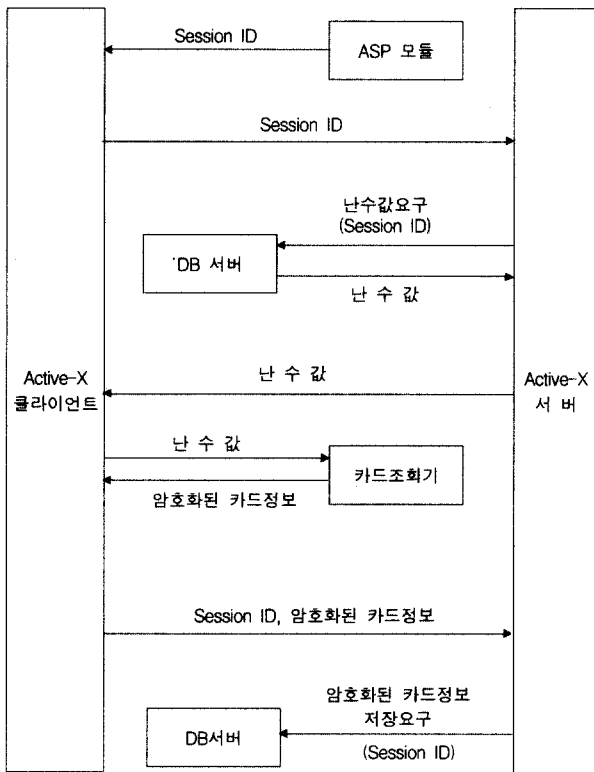 Session ID
ASP 모듈
Session ID
난수값요구
(Session ID)
DB 서버
난 수 값
Active-X
클라이언트
난 수 값
Active-X
서 버
난 수 값
카드조회기
암호화된 카드정보
Session ID, 암호화된 카드정보
암호화된 카드정보
저장요구
DB서버
(Session ID)